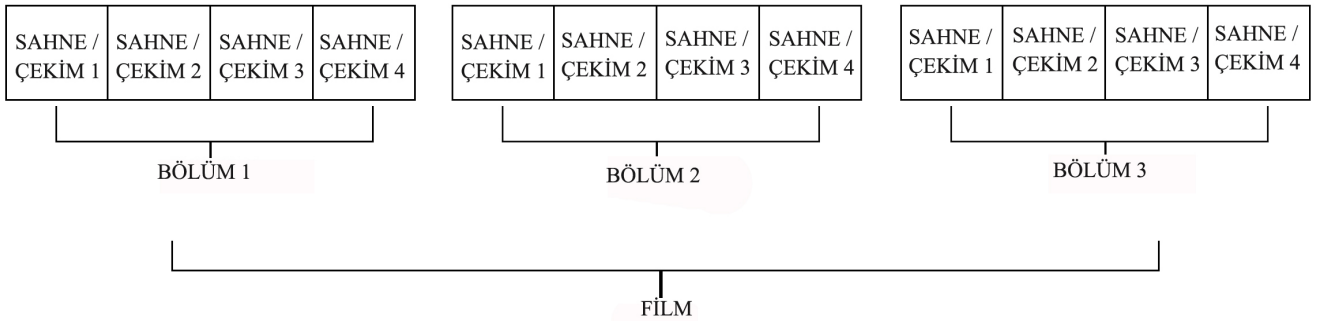 SAHNE / ÇEKİM 1
SAHNE / ÇEKİM 2
SAHNE / ÇEKİM 3
SAHNE / ÇEKİM 4
BÖLÜM 1
SAHNE / ÇEKİM 1
SAHNE / ÇEKİM 2
SAHNE / ÇEKİM 3
SAHNE / ÇEKİM 4
BÖLÜM 2
SAHNE / ÇEKİM 1
SAHNE / ÇEKİM 2
SAHNE / ÇEKİM 3
SAHNE / ÇEKİM 4
BÖLÜM 3
FİLM